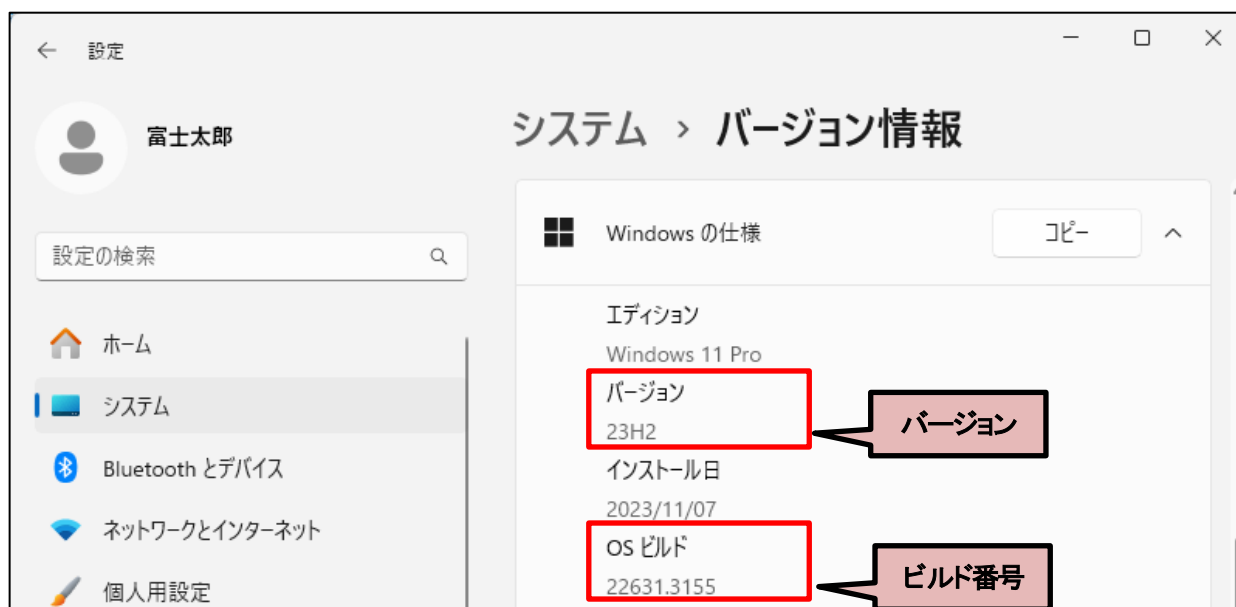 設定
富士太郎
設定の検索
ホーム
システム
Bluetooth とデバイス
ネットワークとインターネット
個人用設定
システム › バージョン情報
Windows の仕様
コピー
エディション
Windows 11 Pro
バージョン
23H2
バージョン
インストール日
2023/11/07
OS ビルド
22631.3155
ビルド番号